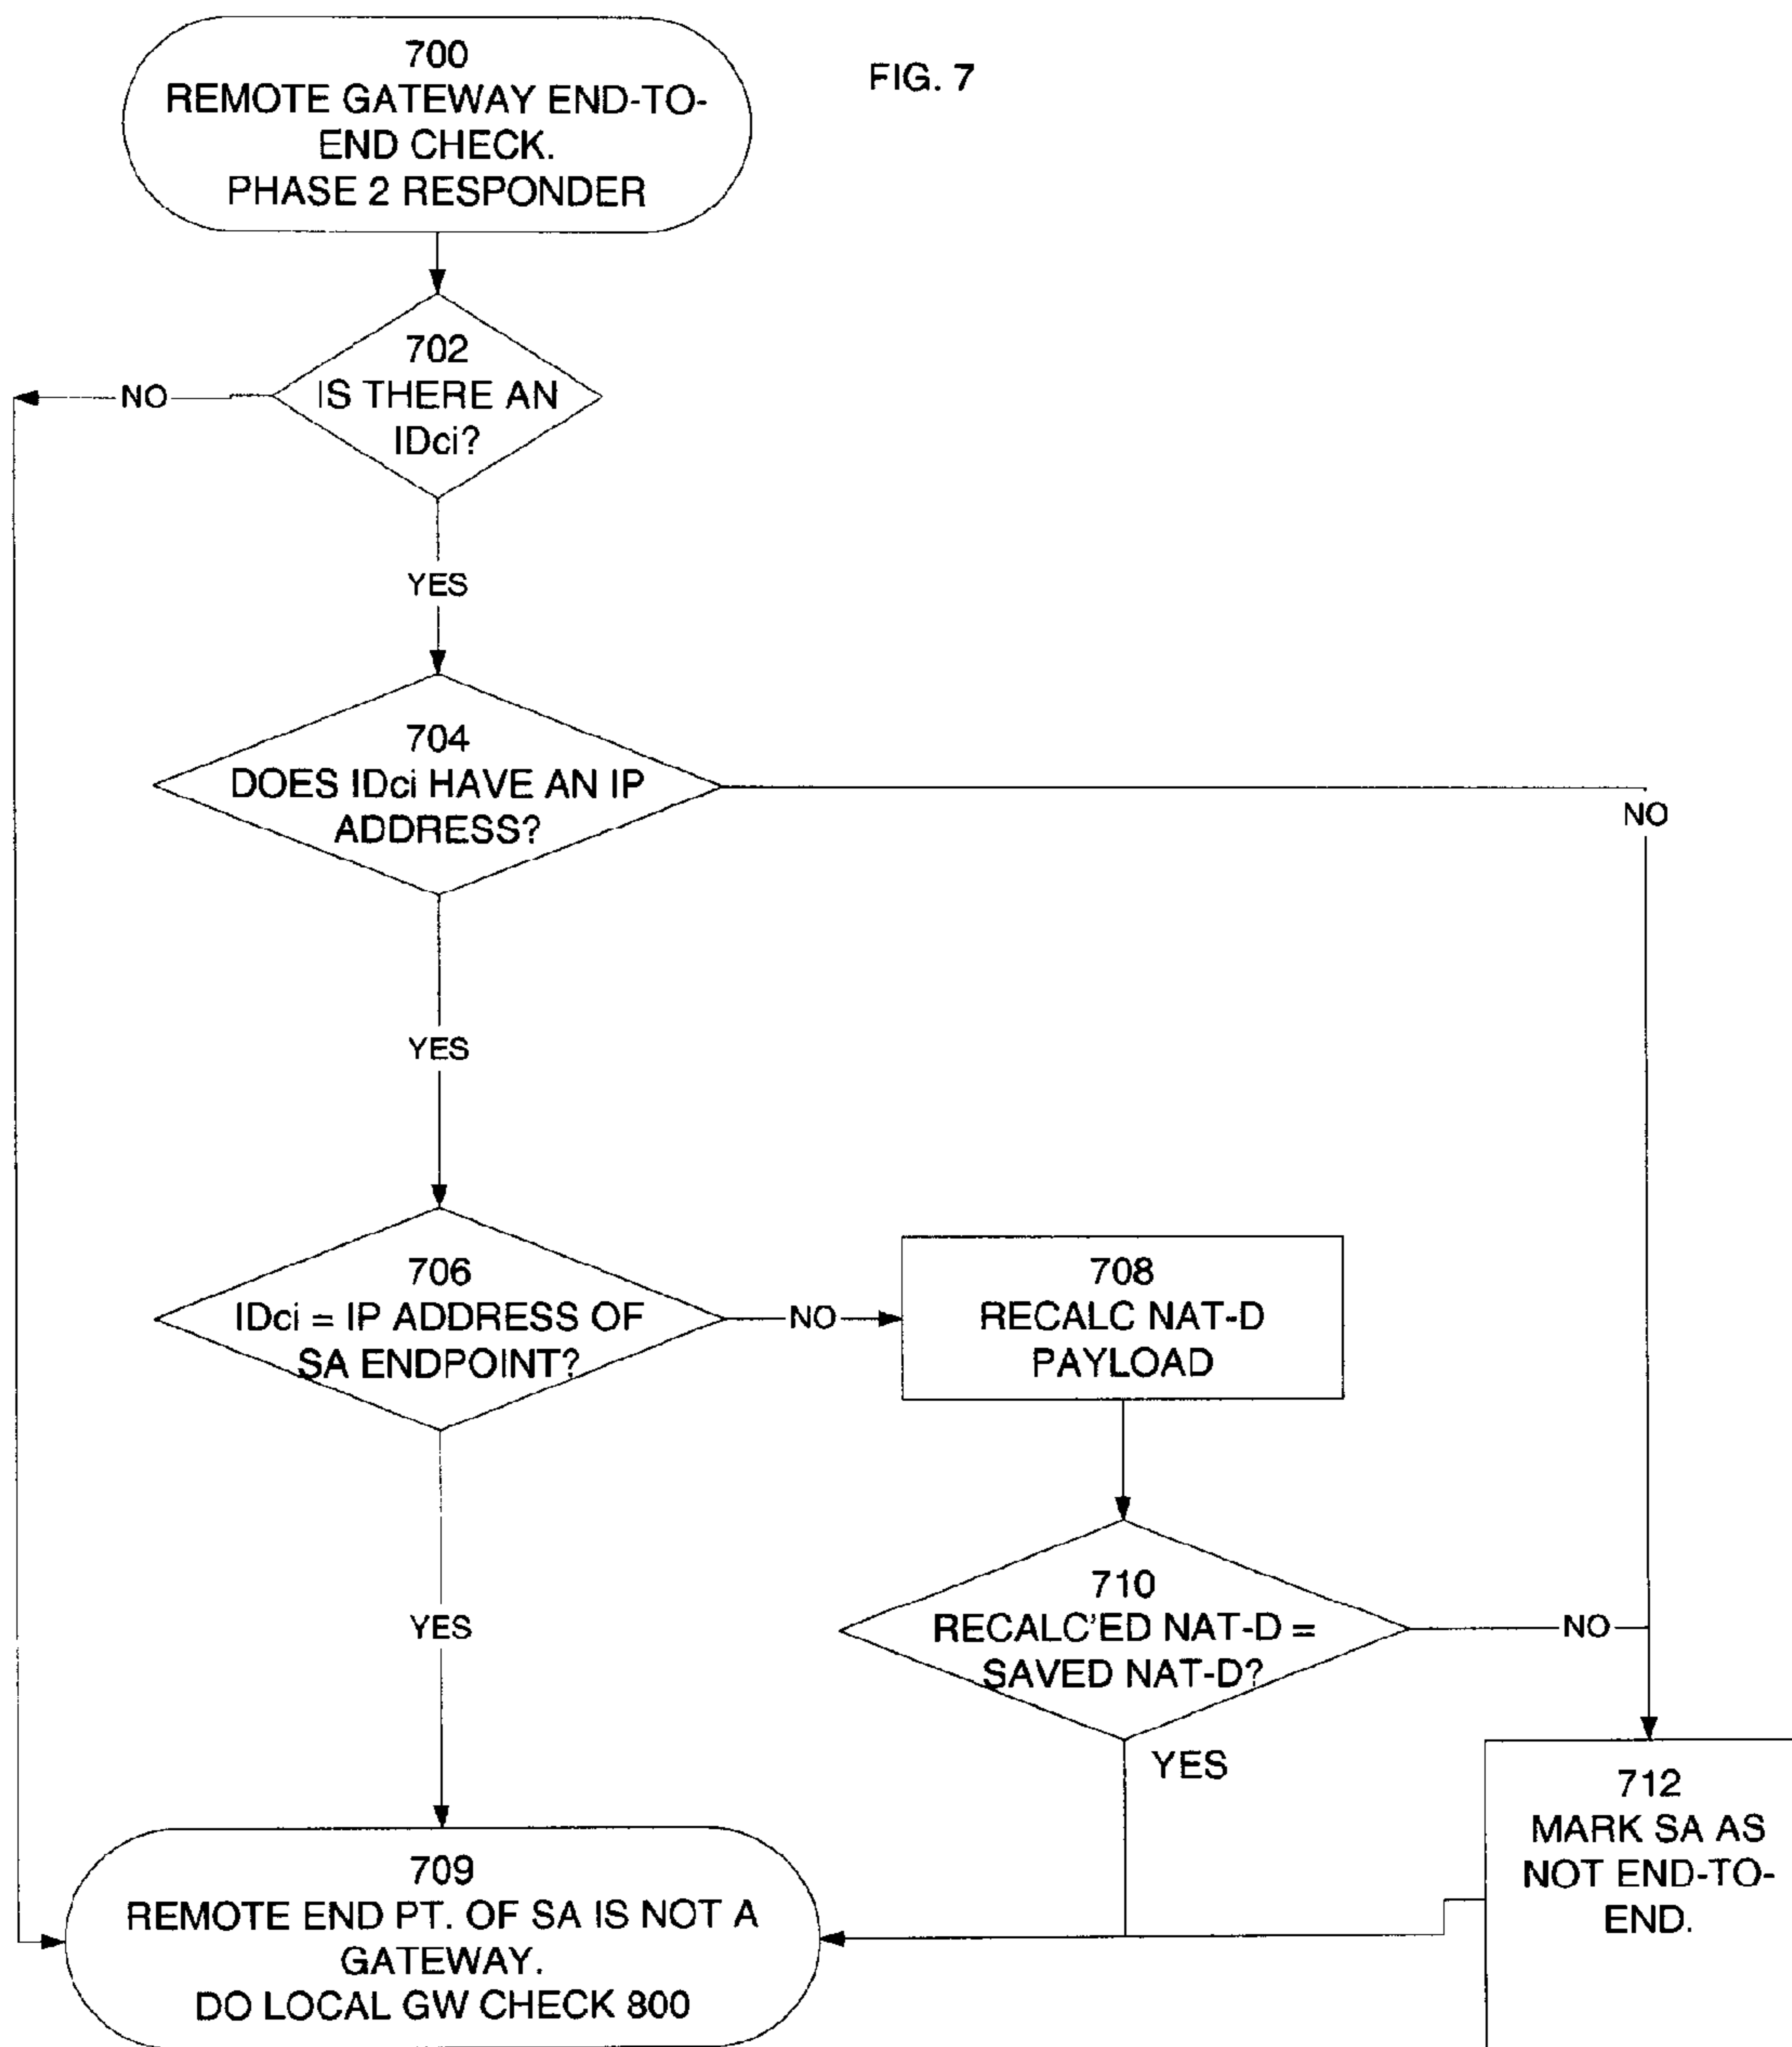 FIG. 7
700
REMOTE GATEWAY END-TO-
END CHECK.
PHASE 2 RESPONDER
702
IS THERE AN
IDci?
NO
YES
704
DOES IDci HAVE AN IP
ADDRESS?
NO
YES
706
IDci = IP ADDRESS OF
SA ENDPOINT?
NO
708
RECALC NAT-D
PAYLOAD
YES
710
RECALC'ED NAT-D =
SAVED NAT-D?
NO
YES
712
MARK SA AS
NOT END-TO-
END.
709
REMOTE END PT. OF SA IS NOT A
GATEWAY.
DO LOCAL GW CHECK 800